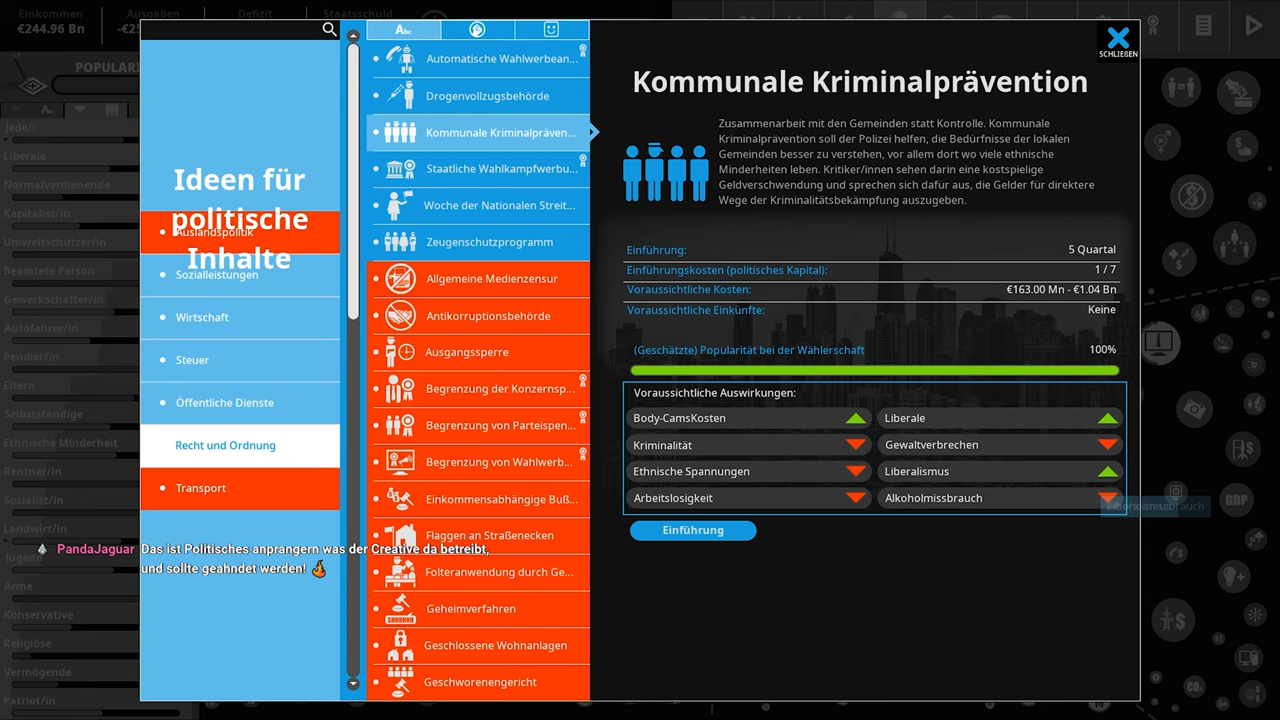 Einkommen
Ausgaben
Defizit
Staatsschuld
€244.96 Bn
POPULARI
Jede/r
Liberale
Normalverdienende
Kapitalist/in
Umweltschützer/in
Beamtete Person
Gewerkschafter/in
Autofahrer/in
Pendler/in
Eltern
Selbstständige
Ethnische Minderheit
Rentner/in
Sozialist/in
Landwirt/in
Jugen
Arme
Konservative
Religiöse
Vermögende
Patriot/in
Ideen für
politische
Inhalte
Auslandspolitik
Sozialleistungen
Wirtschaft
Steuer
Öffentliche Dienste
Recht und Ordnung
Transport
PandaJaguar Das ist Politisches anprangern was der Creative da betreibt,
und sollte geahndet werden!
Abc
Automatische Wahlwerbean...
Drogenvollzugsbehörde
Kommunale Kriminalpräven...
Staatliche Wahlkampfwerbu...
Woche der Nationalen Streit...
Zeugenschutzprogramm
Allgemeine Medienzensur
Antikorruptionsbehörde
Ausgangssperre
Begrenzung der Konzernsp...
Begrenzung von Parteispen...
Begrenzung von Wahlwerb...
Einkommensabhängige Buß...
Flaggen an Straßenecken
Folteranwendung durch Ge...
Geheimverfahren
Geschlossene Wohnanlagen
Geschworenengericht
SCHLIEẞEN
Kommunale Kriminalprävention
Zusammenarbeit mit den Gemeinden statt Kontrolle. Kommunale
Kriminalprävention soll der Polizei helfen, die Bedürfnisse der lokalen
Gemeinden besser zu verstehen, vor allem dort wo viele ethnische
Minderheiten leben. Kritiker/innen sehen darin eine kostspielige
Geldverschwendung und sprechen sich dafür aus, die Gelder für direktere
Wege der Kriminalitätsbekämpfung auszugeben.
Einführung: 5 Quartal
Einführungskosten (politisches Kapital): 1 / 7
Voraussichtliche Kosten: €163.00 Mn - €1.04 Bn
Voraussichtliche Einkünfte: Keine
(Geschätzte) Popularität bei der Wählerschaft 100%
Voraussichtliche Auswirkungen:
Body-CamsKosten Liberale
Kriminalität Gewaltverbrechen
Ethnische Spannungen Liberalismus
Arbeitslosigkeit Alkoholmissbrauch
Einführung
GDP
CO₂